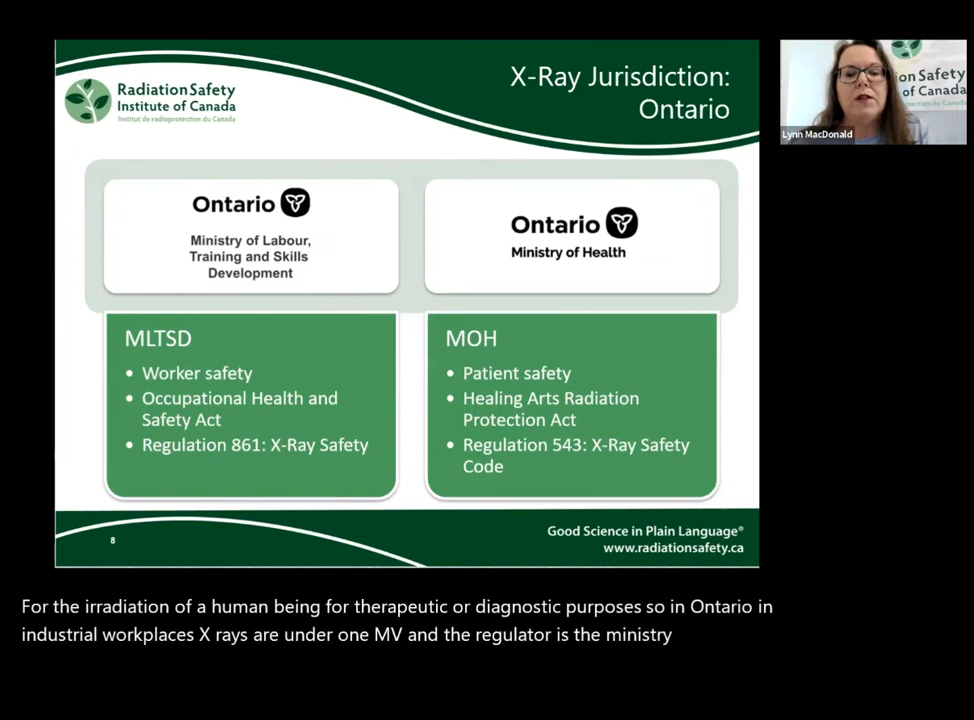 X-Ray Jurisdiction:
Ontario
Radiation Safety
Institute of Canada
Institut de radioprotection du Canada
on Safety
of Canada
protection du Canada
Lynn MacDonald
Ontario
Ministry of Labour,
Training and Skills
Development
Ontario
Ministry of Health
MLTSD
• Worker safety
• Occupational Health and
Safety Act
• Regulation 861: X-Ray Safety
MOH
• Patient safety
• Healing Arts Radiation
Protection Act
• Regulation 543: X-Ray Safety
Code
8
Good Science in Plain Language®
www.radiationsafety.ca
For the irradiation of a human being for therapeutic or diagnostic purposes so in Ontario in
industrial workplaces X rays are under one MV and the regulator is the ministry